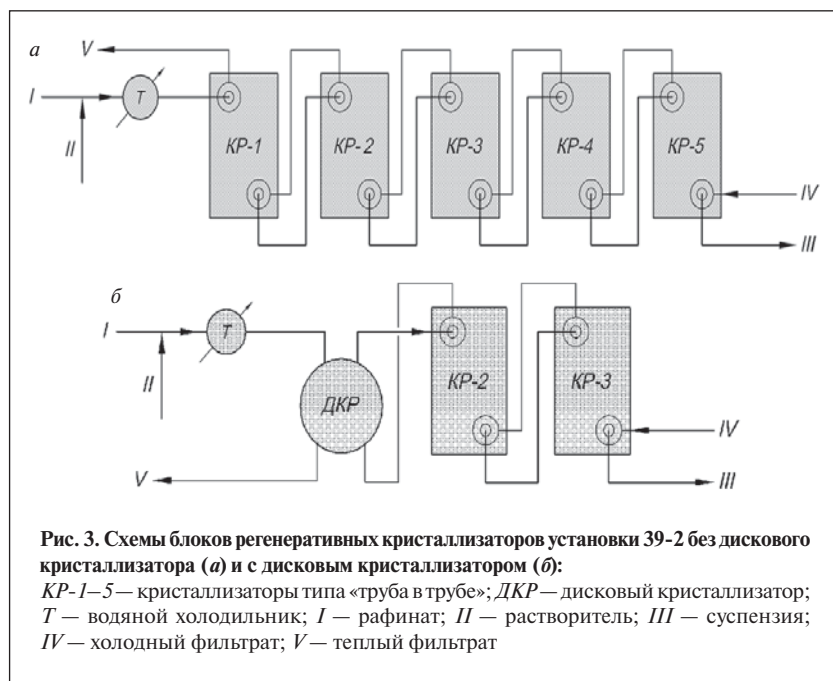 а
V
I
T
II
КР-1
КР- 2
КР-3
КР-4
КР-5
IV
III
б
I
T
II
ДКР
КР-2
КР-3
V
IV
III
Рис. 3. Схемы блоков регенеративных кристаллизаторов установки 39-2 без дискового
кристаллизатора (а) и с дисковым кристаллизатором (б):
КР-1—5 — кристаллизаторы типа «труба в трубе»; ДКР — дисковый кристаллизатор;
Т — водяной холодильник; I — рафинат; II — растворитель; III — суспензия;
IV — холодный фильтрат; V — теплый фильтрат